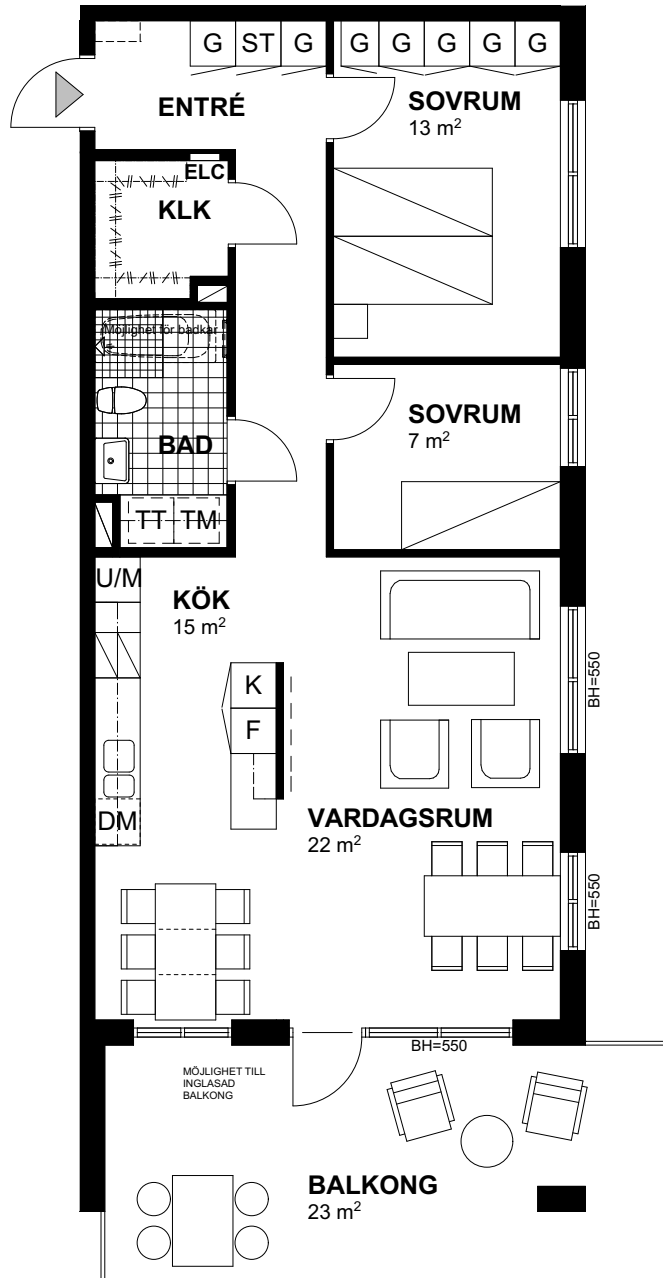 G ST G G G G G G
ENTRÉ
SOVRUM
13 m²
ELC
KLK
Möjlighet för badkar
BAD
SOVRUM
7 m²
TT TM
U/M
KÖK
15 m²
BH=550
K
F
DM
VARDAGSRUM
22 m²
BH=550
BH=550
MÖJLIGHET TILL
INGLASAD
BALKONG
BALKONG
23 m²